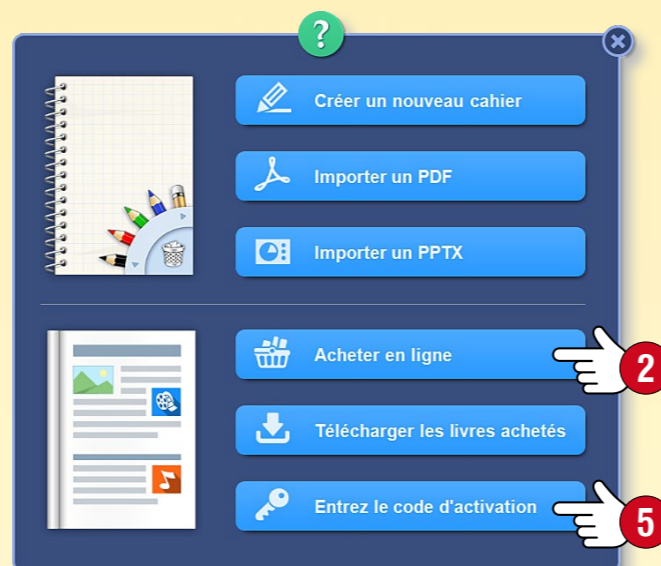 ?
Créer un nouveau cahier
Importer un PDF
Importer un PPTX
Acheter en ligne
2
Télécharger les livres achetés
Entrez le code d'activation
5